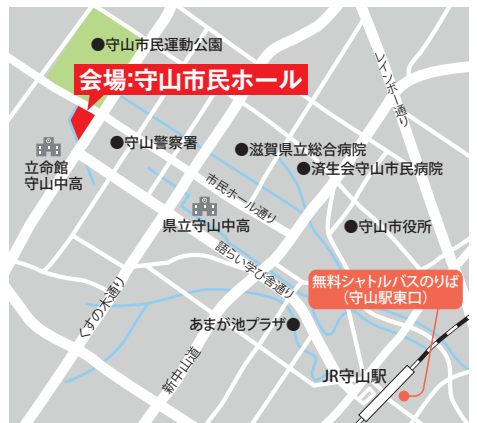 ●守山市民運動公園
会場:守山市民ホール
レインボー通り
●守山警察署
●滋賀県立総合病院
●済生会守山市民病院
立命館
守山中高
市民ホール通り
県立守山中高
●守山市役所
語らい学び舎通り
無料シャトルバスのりば
(守山駅東口)
くすの木通り
あまが池プラザ●
新中山道
JR守山駅